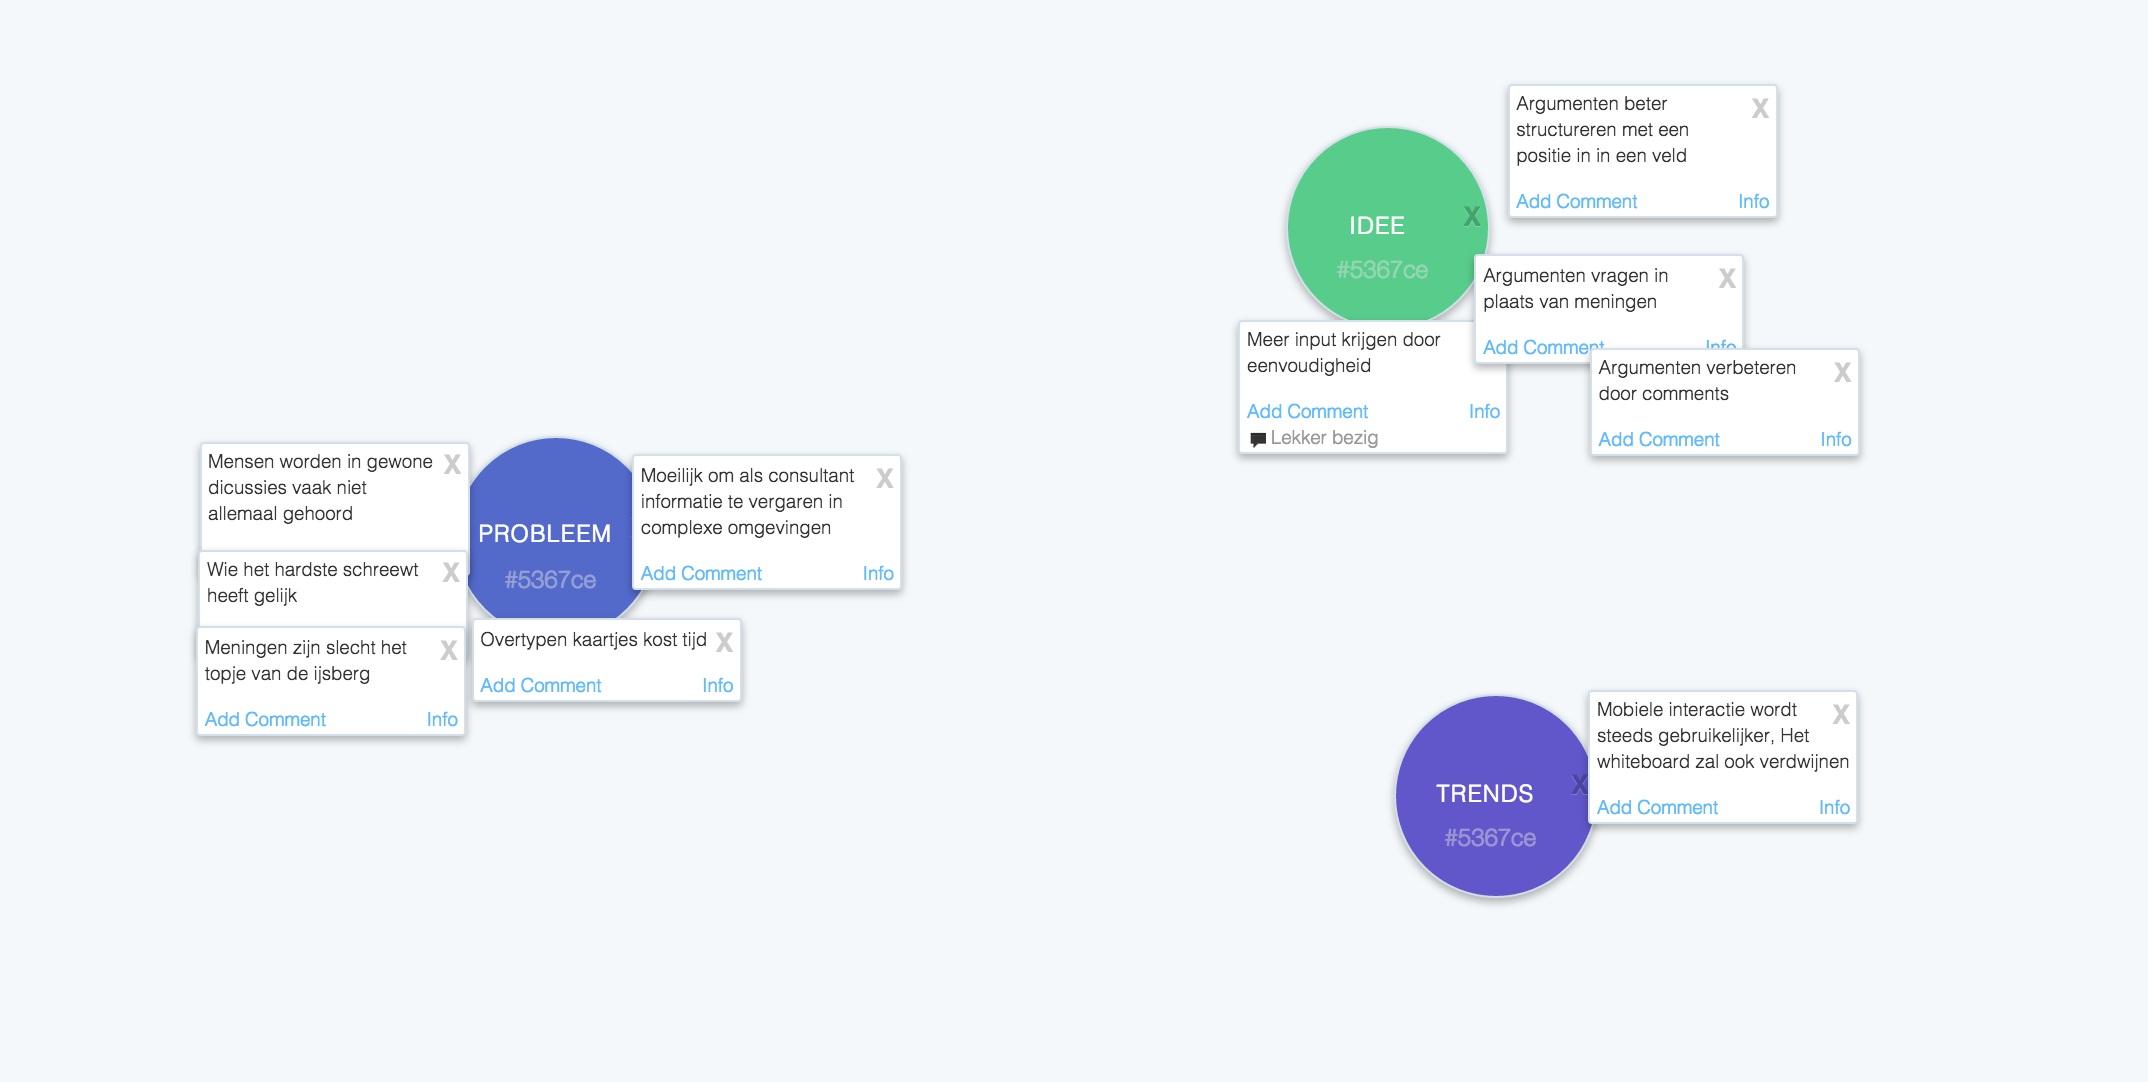 Argumenten beter
structureren met een
positie in in een veld
X
Add Comment
Info
IDEE
X
#5367ce
Argumenten vragen in
plaats van meningen
X
Add Comment
Info
Meer input krijgen door
eenvoudigheid
Add Comment
Info
Lekker bezig
Argumenten verbeteren
door comments
X
Add Comment
Info
Mensen worden in gewone
dicussies vaak niet
allemaal gehoord
X
PROBLEEM
#5367ce
Moeilijk om als consultant
informatie te vergaren in
complexe omgevingen
X
Add Comment
Info
Wie het hardste schreewt
heeft gelijk
X
Meningen zijn slecht het
topje van de ijsberg
X
Add Comment
Info
Overtypen kaartjes kost tijd
X
Add Comment
Info
TRENDS
X
#5367ce
Mobiele interactie wordt
steeds gebruikelijker, Het
whiteboard zal ook verdwijnen
X
Add Comment
Info